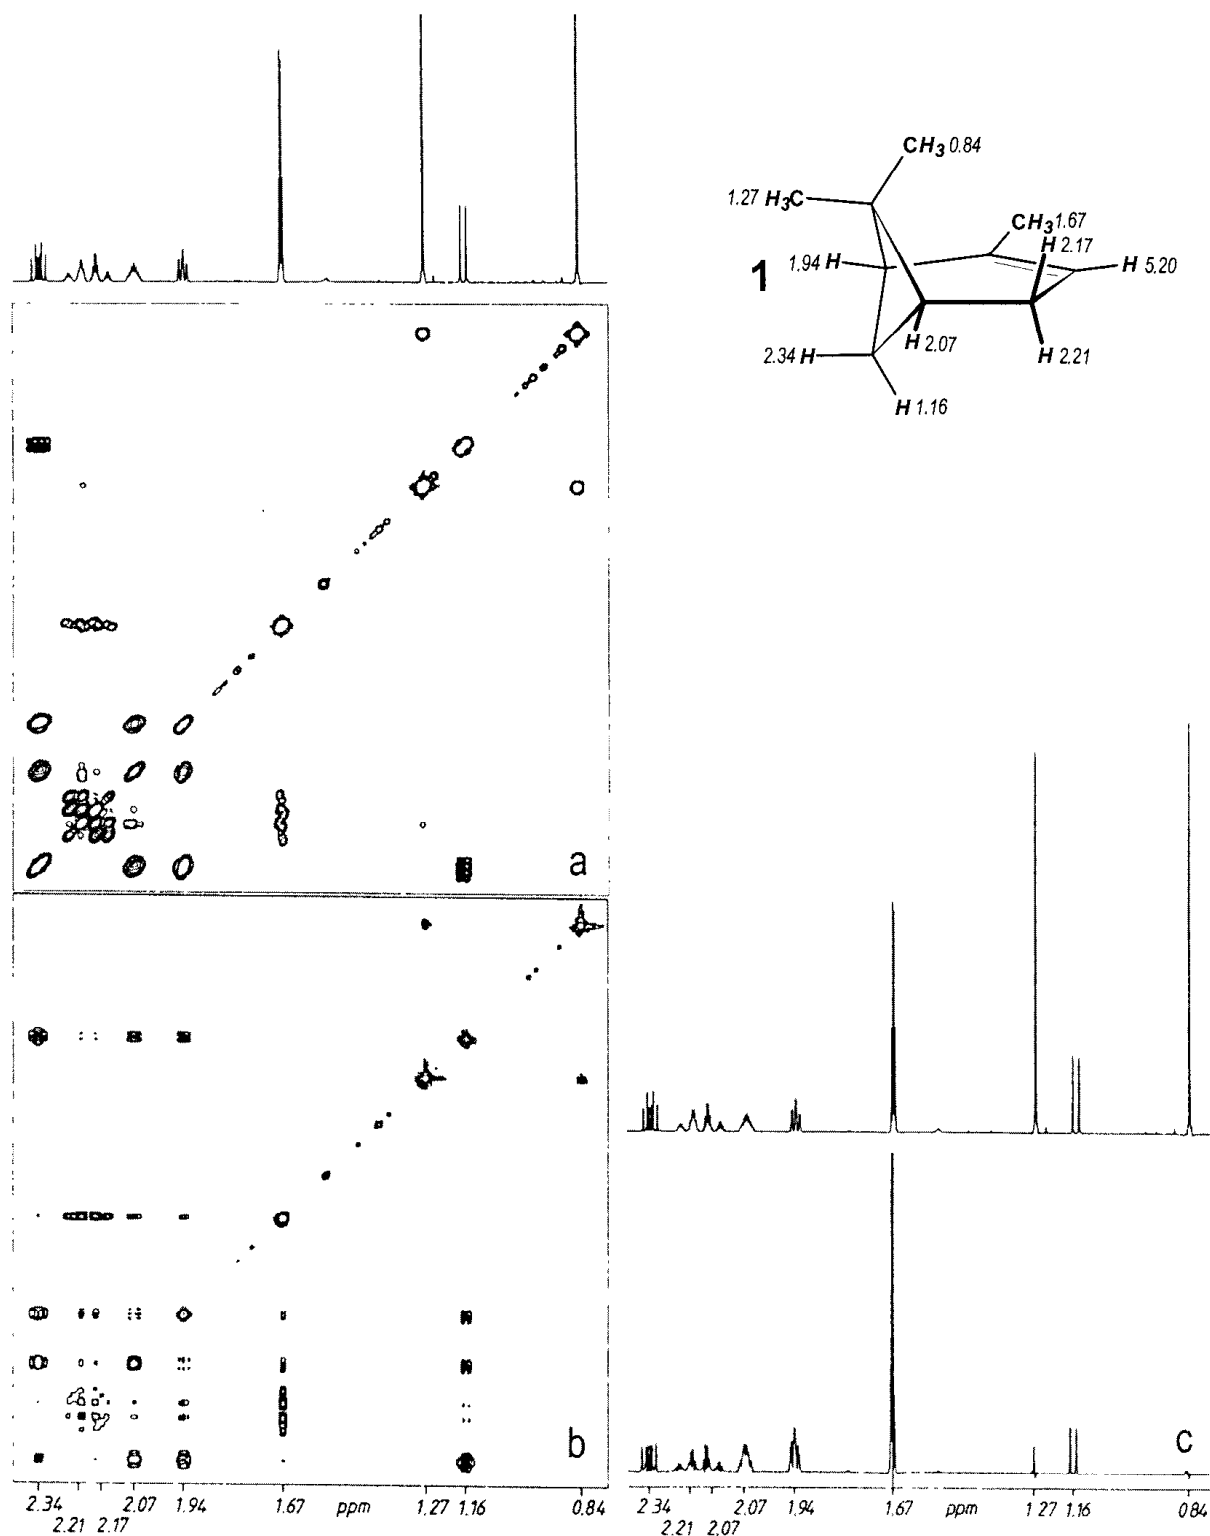 CH3 0.84
1.27 H3C
CH3 1.67
H 2.17
1
1.94 H
H 5.20
H 2.07
2.34 H
H 2.21
H 1.16
a
b
c
2.34 2.07 1.94 1.67 ppm 1.27 1.16 0.84
2.21 2.17
2.34 2.07 1.94 1.67 ppm 1.27 1.16 0.84
2.21 2.07